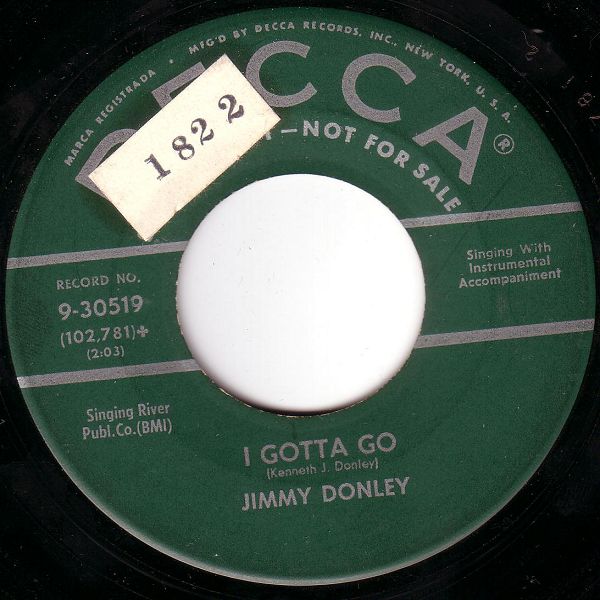 MARCA REGISTRADA • MFG'D BY DECCA RECORDS, INC., NEW YORK, U.S.A.
DECCA®
1822
–NOT FOR SALE
RECORD NO.
9-30519
(102,781)✚
(2:03)
Singing With
Instrumental
Accompaniment
Singing River
Publ.Co.(BMI)
I GOTTA GO
(Kenneth J. Donley)
JIMMY DONLEY